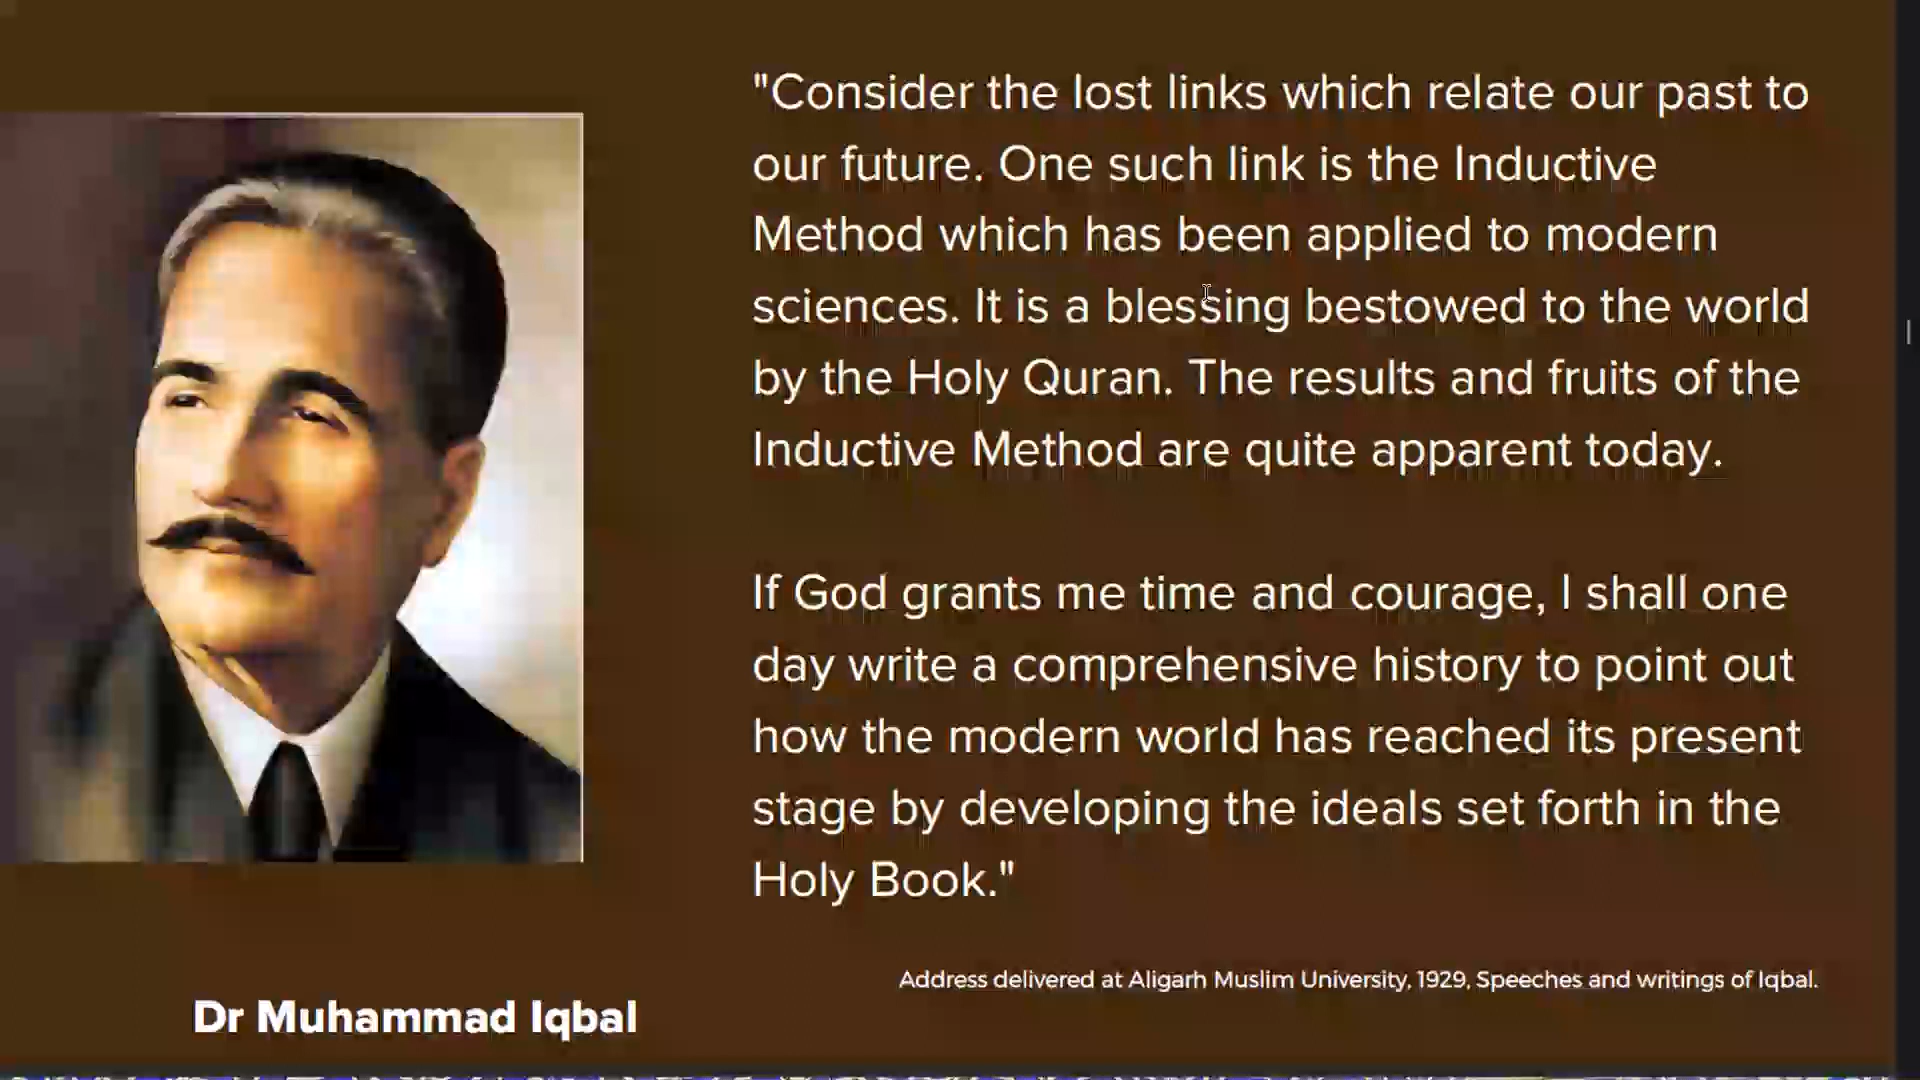 "Consider the lost links which relate our past to
our future. One such link is the Inductive
Method which has been applied to modern
sciences. It is a blessing bestowed to the world
by the Holy Quran. The results and fruits of the
Inductive Method are quite apparent today.
If God grants me time and courage, I shall one
day write a comprehensive history to point out
how the modern world has reached its present
stage by developing the ideals set forth in the
Holy Book."
Address delivered at Aligarh Muslim University, 1929, Speeches and writings of Iqbal.
Dr Muhammad Iqbal